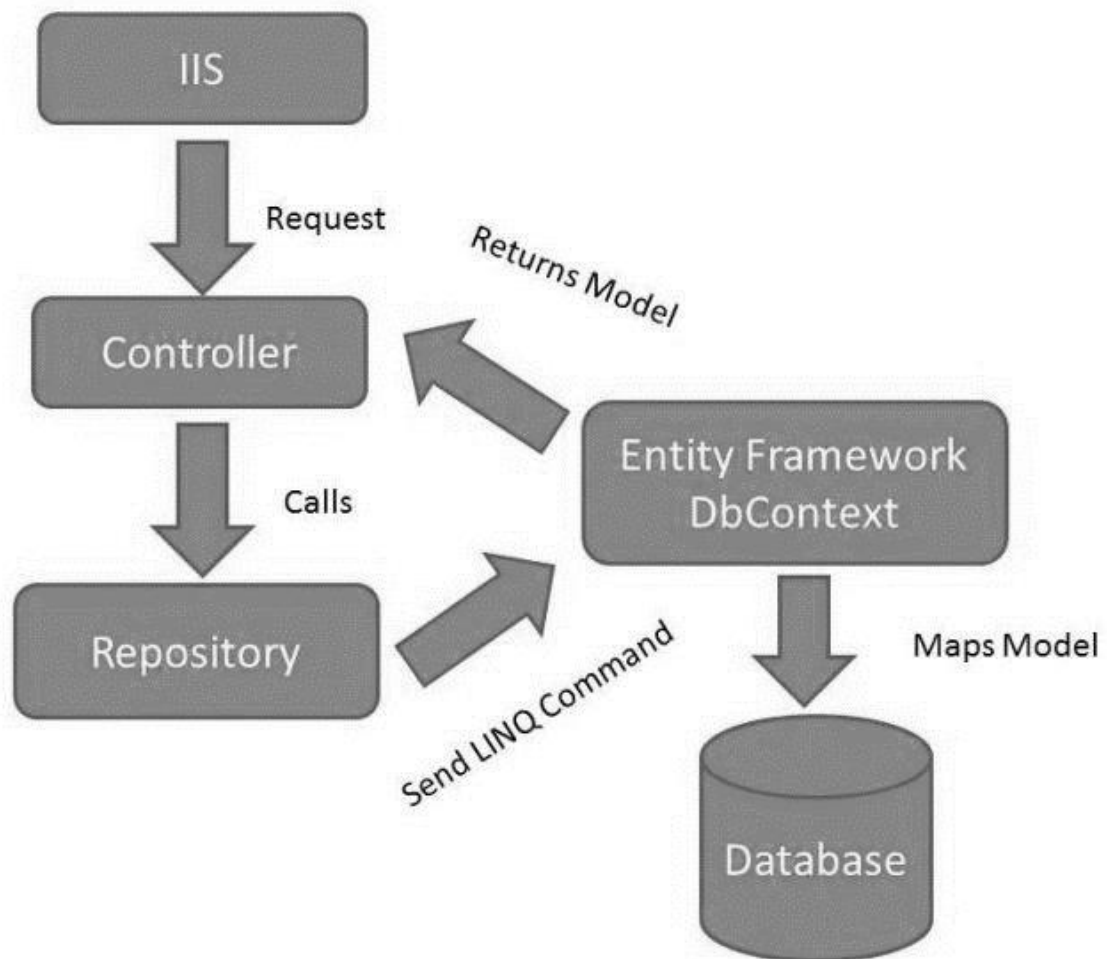 IIS
Request
Returns Model
Controller
Entity Framework
DbContext
Calls
Repository
Send LINQ Command
Maps Model
Database